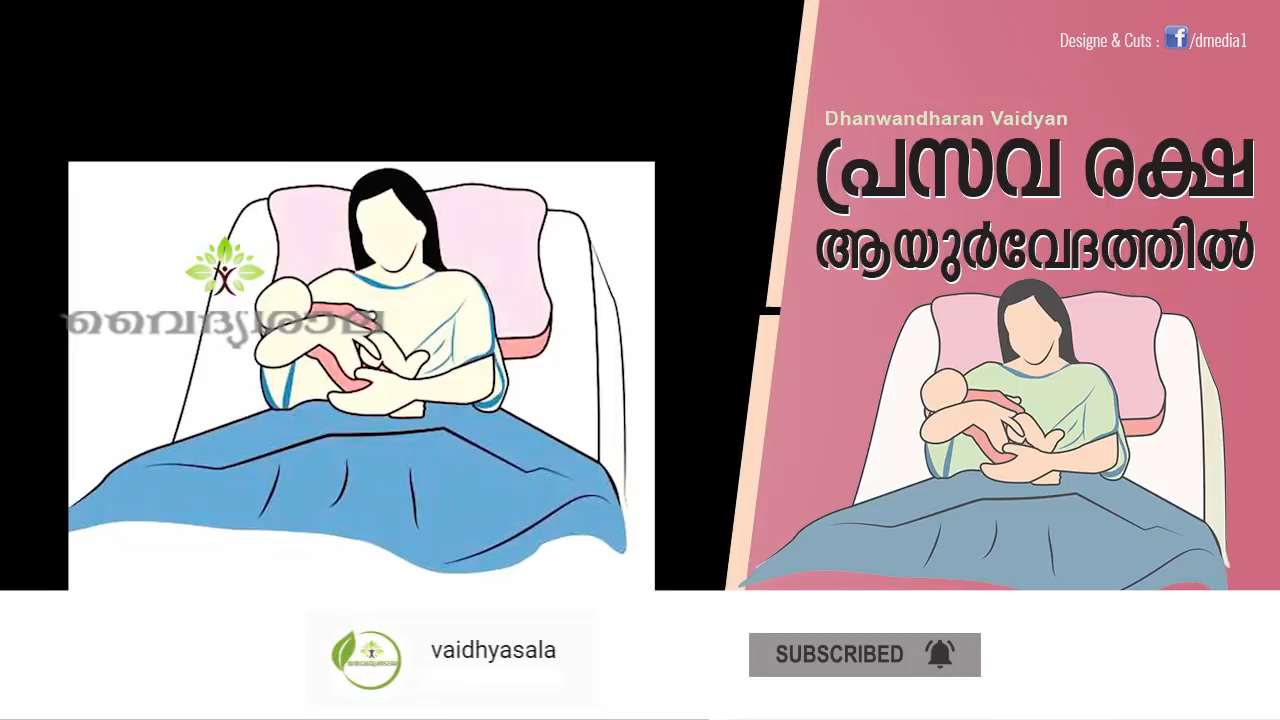 Designe & Cuts : f/dmedia1
Dhanwandharan Vaidyan
പ്രസവ രക്ഷ
ആയുർവേദത്തിൽ
വൈദ്യശാല
vaidhyasala
SUBSCRIBED